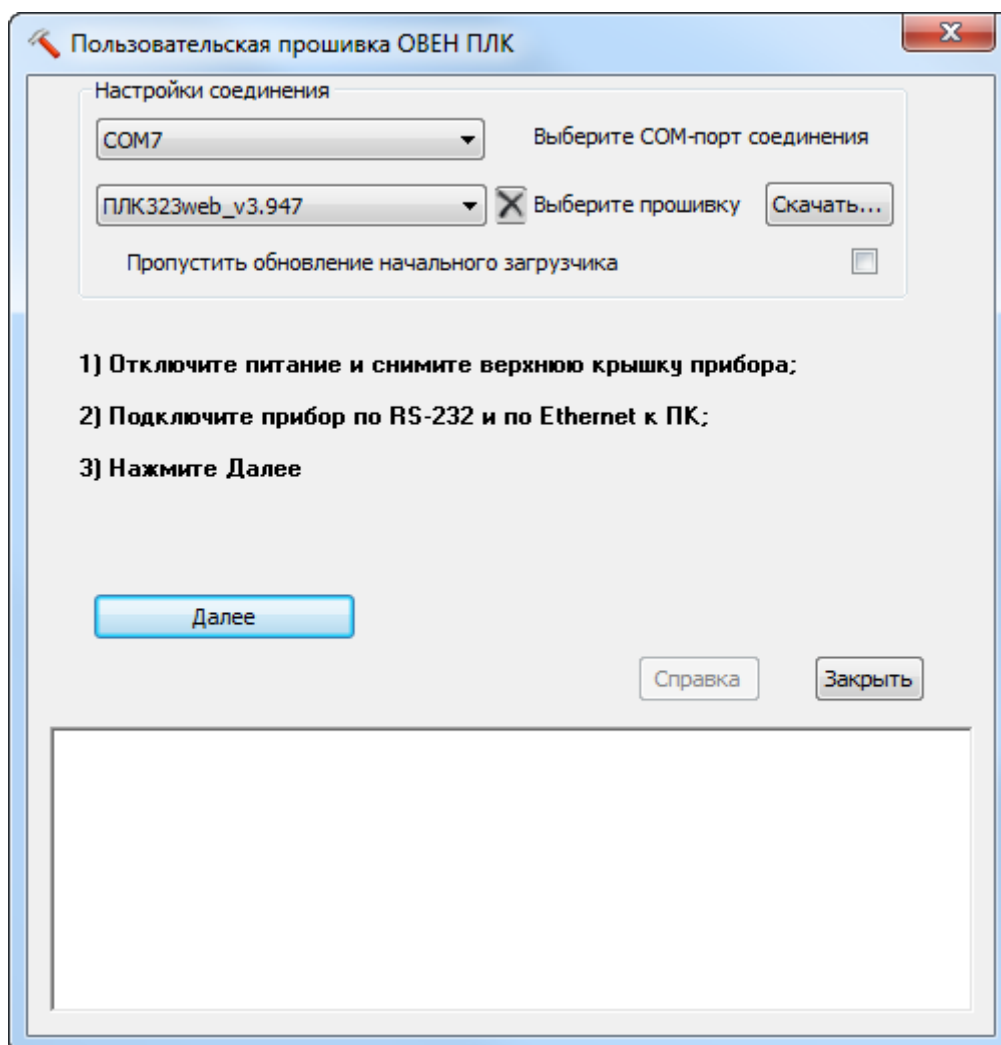 Пользовательская прошивка ОВЕН ПЛК
Настройки соединения
COM7
Выберите COM-порт соединения
ПЛК323web_v3.947
Выберите прошивку
Скачать...
Пропустить обновление начального загрузчика
1) Отключите питание и снимите верхнюю крышку прибора;
2) Подключите прибор по RS-232 и по Ethernet к ПК;
3) Нажмите Далее
Далее
Справка
Закрыть